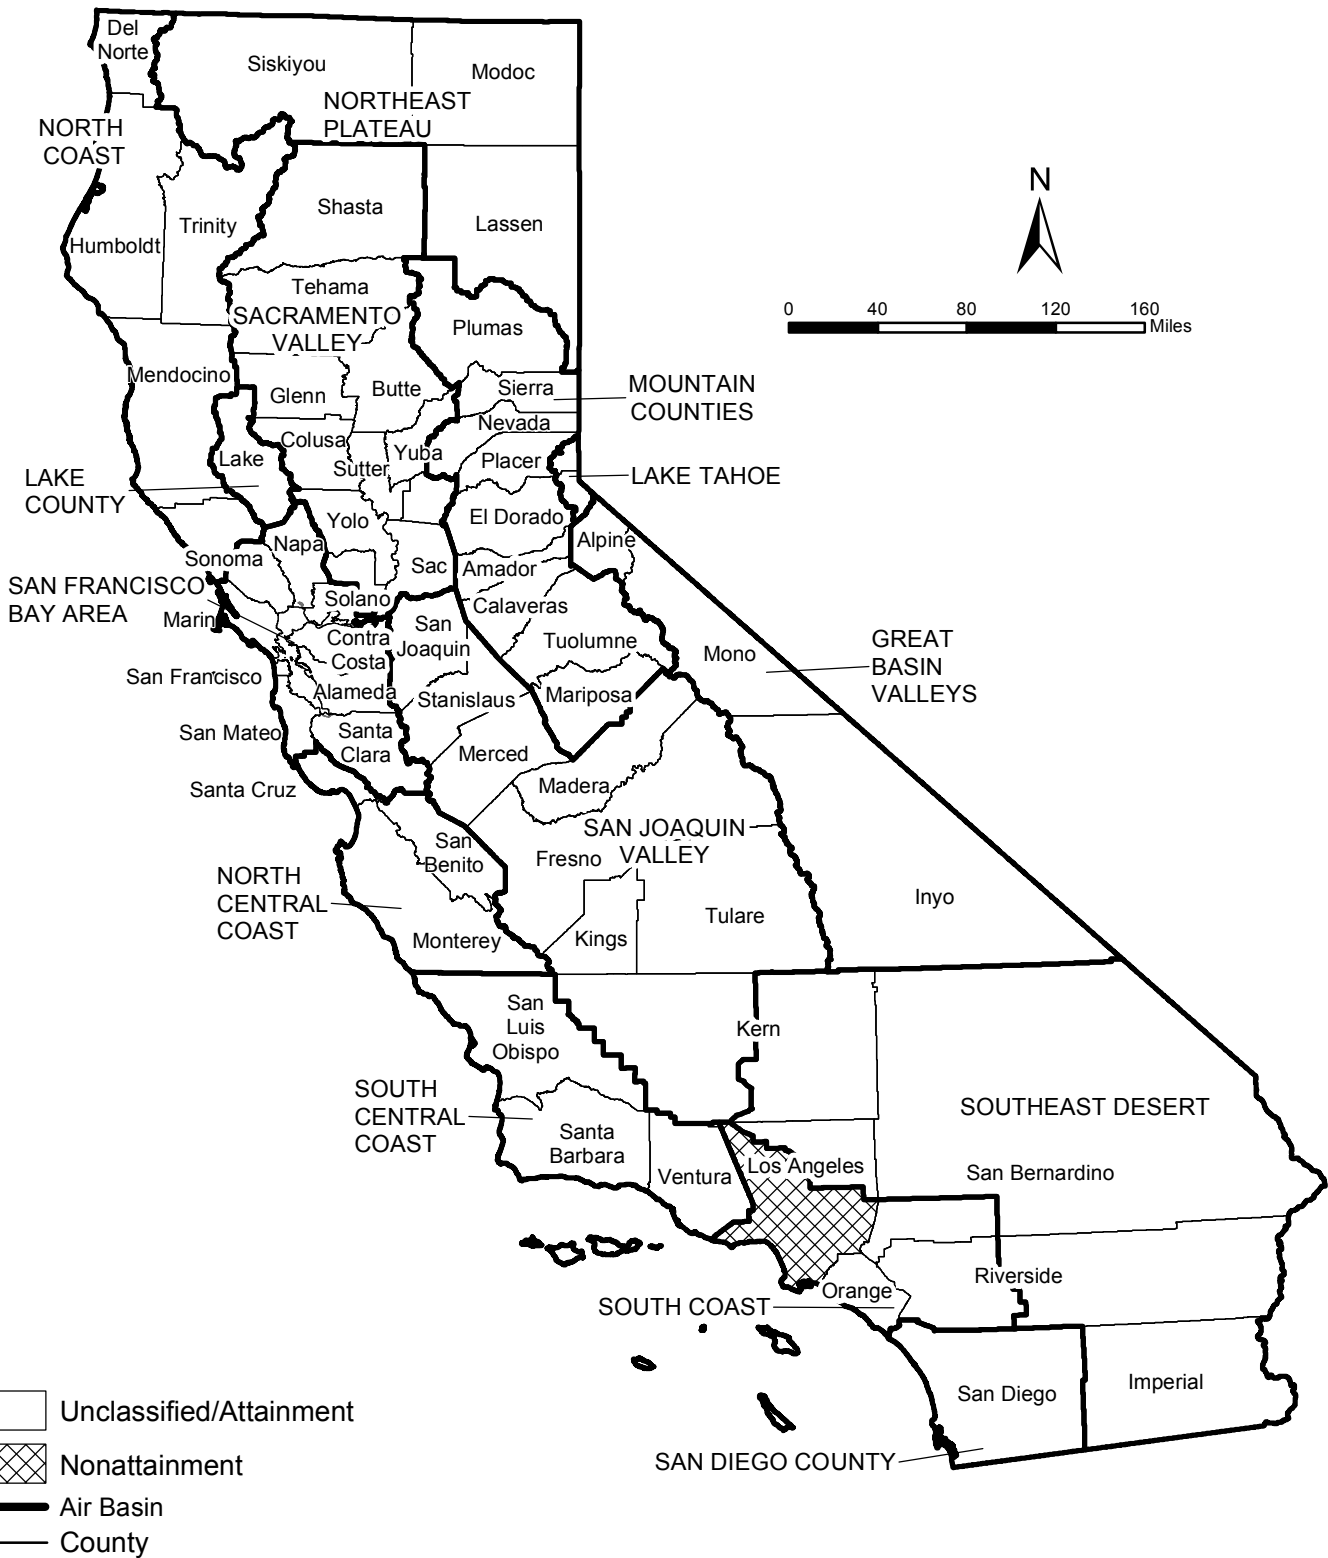 Del
Norte
Siskiyou
Modoc
NORTHEAST
PLATEAU
NORTH
COAST
N
Shasta
Trinity
Lassen
Humboldt
Tehama
0 40 80 120 160
Miles
SACRAMENTO
VALLEY
Plumas
Mendocino
Glenn
Butte
Sierra
MOUNTAIN
COUNTIES
Nevada
Colusa
Yuba
Lake
Sutter
Placer
LAKE TAHOE
LAKE
COUNTY
Yolo
El Dorado
Napa
Alpine
Sonoma
Sac
Amador
SAN FRANCISCO
BAY AREA
Solano
Calaveras
Marin
San
Joaquin
Contra
Costa
Tuolumne
Mono
GREAT
BASIN
VALLEYS
San Francisco
Alameda
Stanislaus
Mariposa
San Mateo
Santa
Clara
Merced
Santa Cruz
Madera
SAN JOAQUIN
VALLEY
San
Benito
Fresno
NORTH
CENTRAL
COAST
Inyo
Tulare
Monterey
Kings
San
Luis
Obispo
Kern
SOUTH
CENTRAL
COAST
SOUTHEAST DESERT
Santa
Barbara
Los Angeles
San Bernardino
Ventura
Riverside
Orange
SOUTH COAST
Imperial
San Diego
SAN DIEGO COUNTY
Unclassified/Attainment
Nonattainment
Air Basin
County